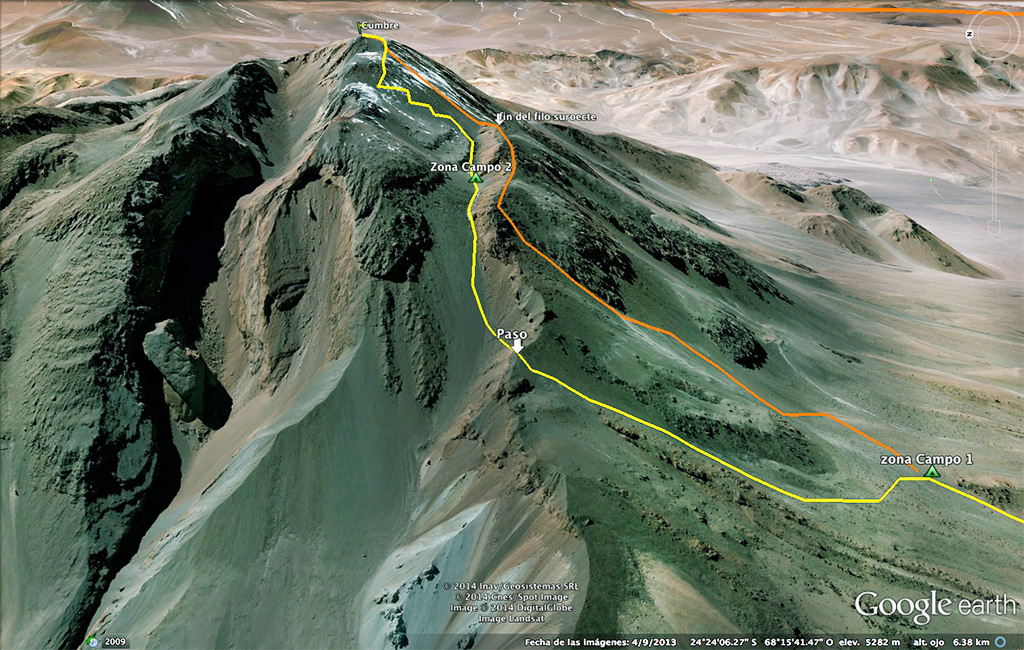 Cumbre
N
fin del filo suroecte
Zona Campo 2
Paso
zona Campo 1
© 2014 Inav/Geosistemas SRL
© 2014 Cnes/Spot Image
Image © 2014 DigitalGlobe
Image Landsat
Google earth
2009
Fecha de las imágenes: 4/9/2013 24°24'06.27" S 68°15'41.47" O elev. 5282 m alt. ojo 6.38 km